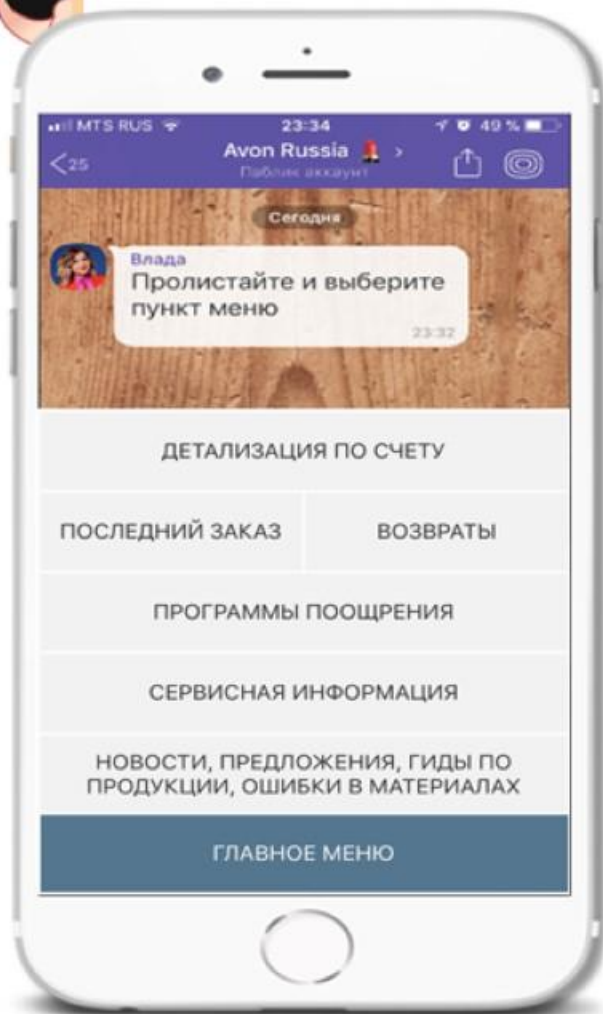 MTS RUS 23:34 49 %
25 Avon Russia
Паблик аккаунт
Сегодня
Влада
Пролистайте и выберите
пункт меню
23:32
ДЕТАЛИЗАЦИЯ ПО СЧЕТУ
ПОСЛЕДНИЙ ЗАКАЗ ВОЗВРАТЫ
ПРОГРАММЫ ПООЩРЕНИЯ
СЕРВИСНАЯ ИНФОРМАЦИЯ
НОВОСТИ, ПРЕДЛОЖЕНИЯ, ГИДЫ ПО
ПРОДУКЦИИ, ОШИБКИ В МАТЕРИАЛАХ
ГЛАВНОЕ МЕНЮ